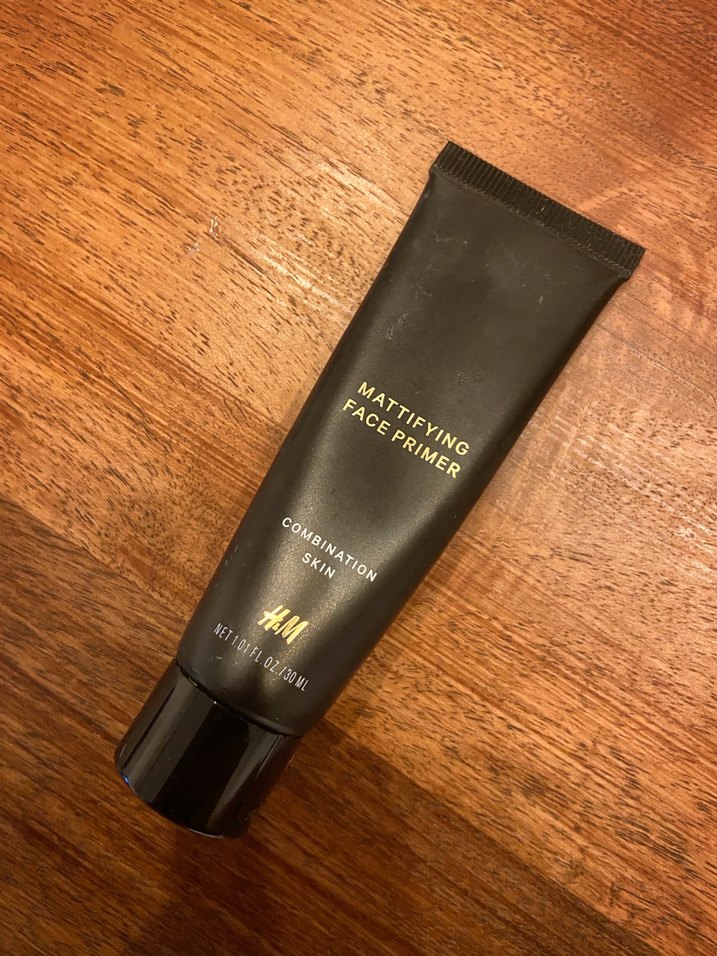 MATTIFYING
FACE PRIMER
COMBINATION
SKIN
H&M
NET 1.01 FL.OZ./30 ML